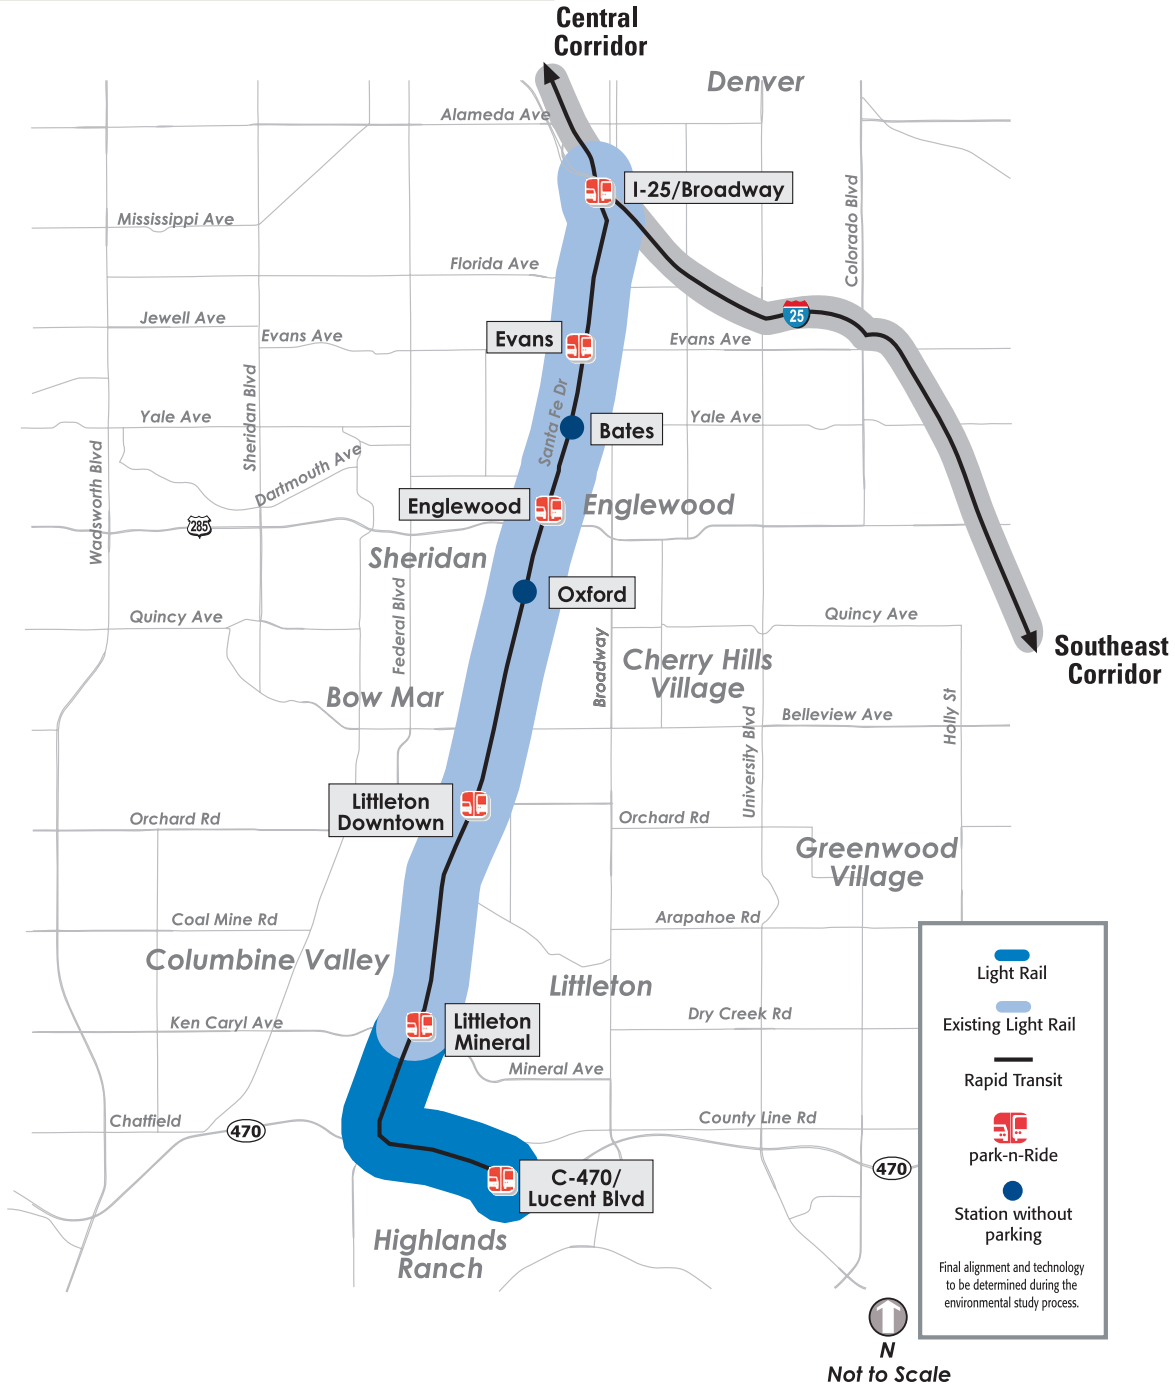 Central
Corridor
Denver
Alameda Ave
I-25/Broadway
Colorado Blvd
Mississippi Ave
Florida Ave
Jewell Ave
25
Evans Ave
Evans
Evans Ave
Sheridan Blvd
Santa Fe Dr
Yale Ave
Bates
Yale Ave
Wadsworth Blvd
Dartmouth Ave
Englewood
Englewood
285
Sheridan
Federal Blvd
Oxford
Quincy Ave
Quincy Ave
Broadway
Cherry Hills
Village
Southeast
Corridor
Bow Mar
University Blvd
Belleview Ave
Holly St
Littleton
Downtown
Orchard Rd
Orchard Rd
Greenwood
Village
Coal Mine Rd
Arapahoe Rd
Columbine Valley
Littleton
Ken Caryl Ave
Littleton
Mineral
Dry Creek Rd
Mineral Ave
Chatfield
470
County Line Rd
470
C-470/
Lucent Blvd
Highlands
Ranch
Light Rail
Existing Light Rail
Rapid Transit
park-n-Ride
Station without
parking
Final alignment and technology
to be determined during the
environmental study process.
N
Not to Scale